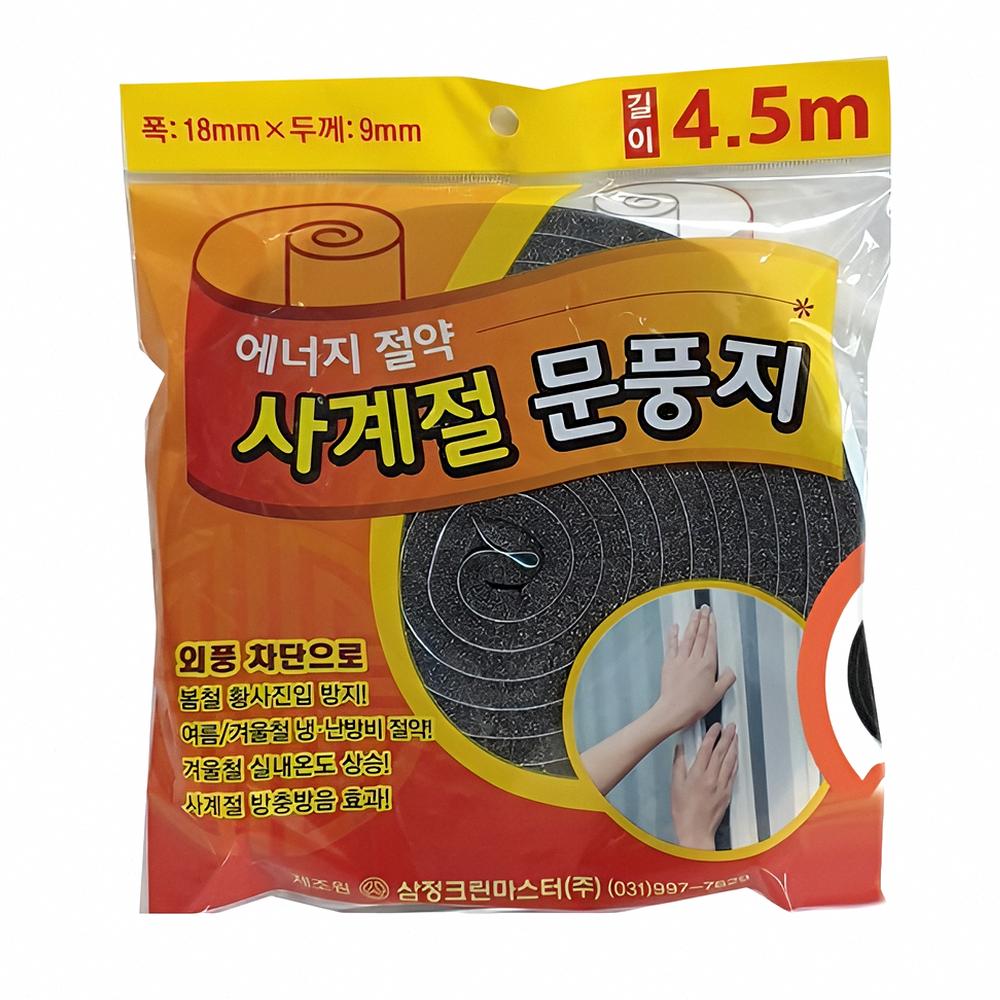 폭: 18mm×두께: 9mm
길이 4.5m
에너지 절약
사계절 문풍지
외풍 차단으로
봄철 황사진입 방지!
여름/겨울철 냉·난방비 절약!
겨울철 실내온도 상승!
사계절 방충방음 효과!
제조원 삼정크린마스터(주) (031)997-